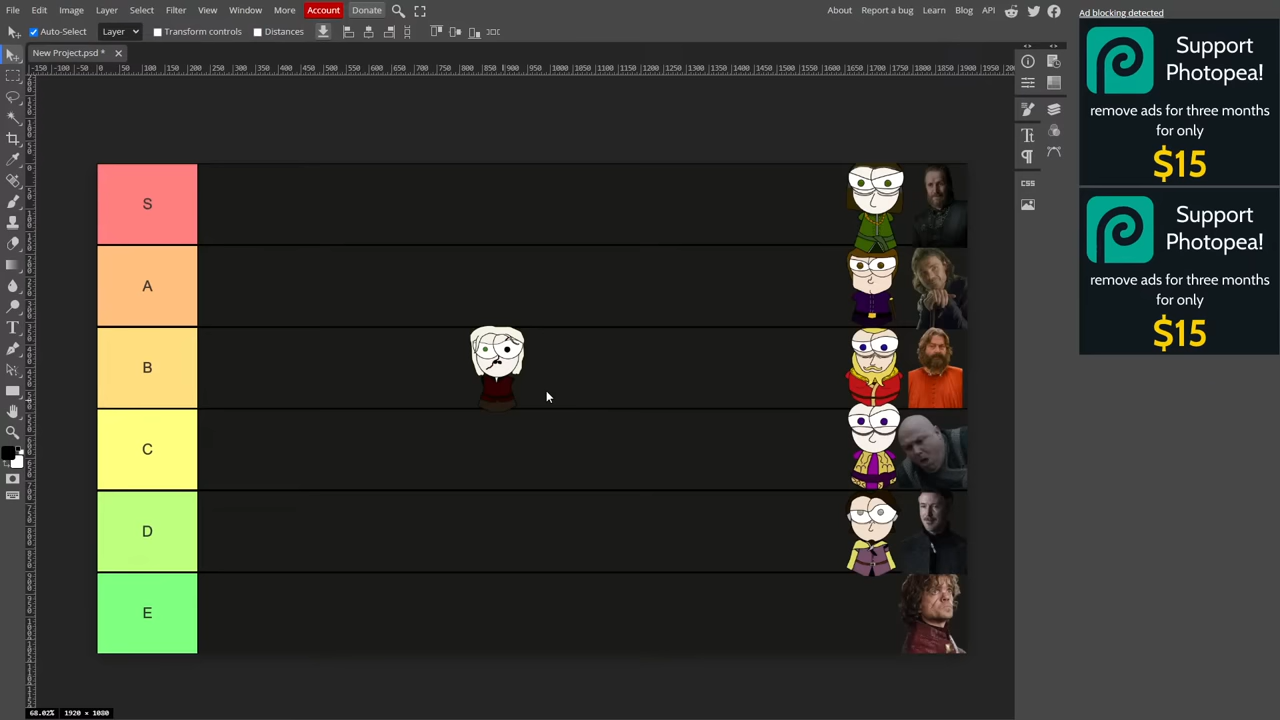 File Edit Image Layer Select Filter View Window More Account Donate About Report a bug Learn Blog API
Auto-Select Layer Transform controls Distances
New Project.psd *
Ad blocking detected
Support
Photopea!
remove ads for three months
for only
$15
Support
Photopea!
remove ads for three months
for only
$15
S
A
B
C
D
E
CSS
68.02% 1920 × 1080